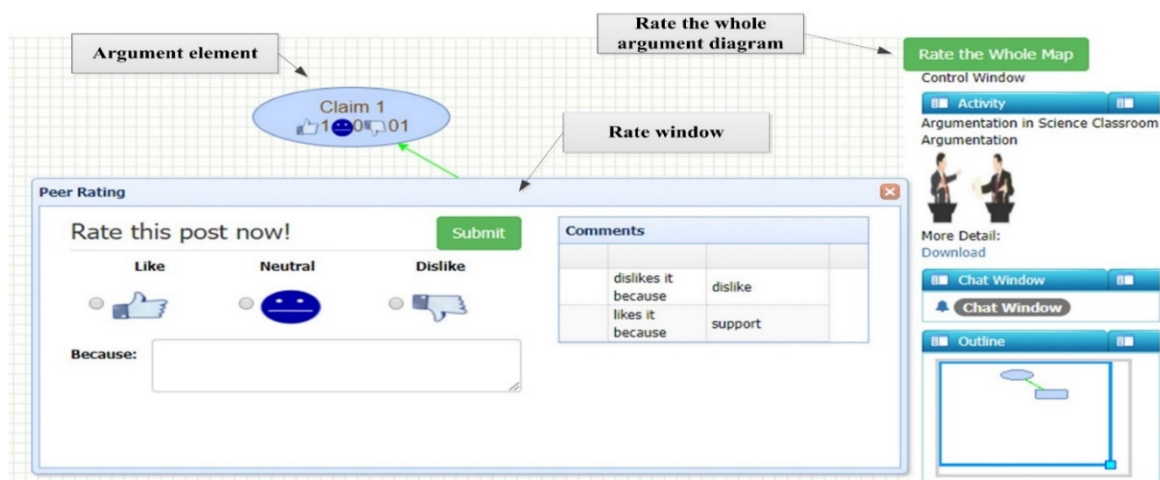 Rate the whole
argument diagram
Argument element
Rate the Whole Map
Control Window
Claim 1
1 0 01
Activity
Argumentation in Science Classroom
Argumentation
Rate window
Peer Rating
Rate this post now!
Submit
Like
Neutral
Dislike
Because:
Comments
dislikes it
because
dislike
likes it
because
support
More Detail:
Download
Chat Window
Chat Window
Outline